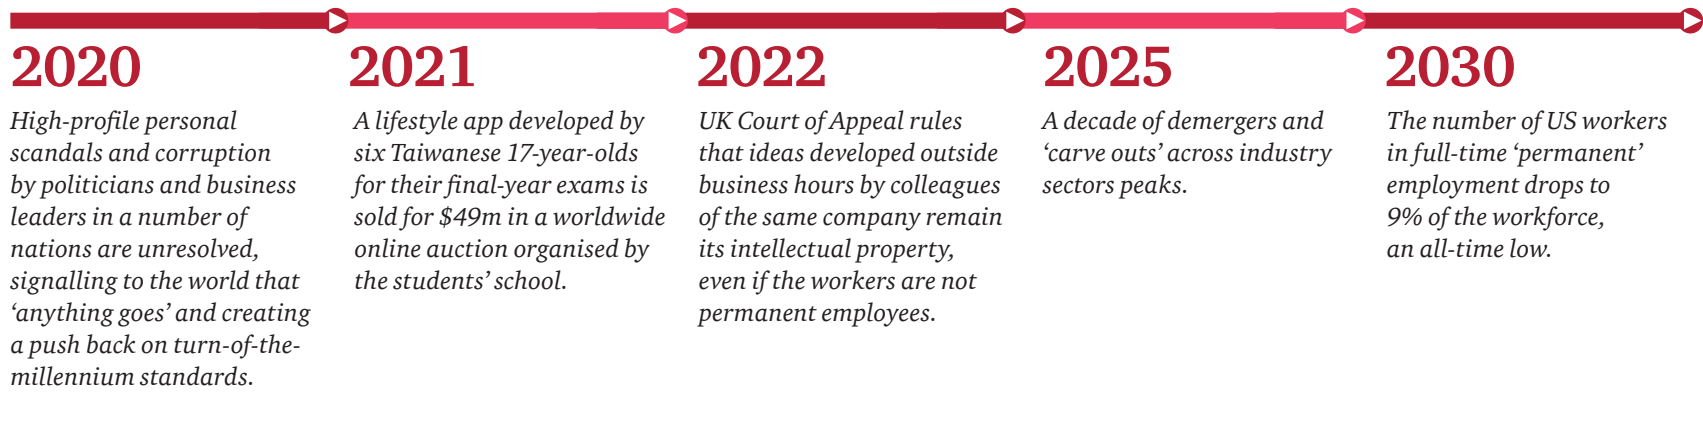 2020
High-profile personal
scandals and corruption
by politicians and business
leaders in a number of
nations are unresolved,
signalling to the world that
‘anything goes’ and creating
a push back on turn-of-the-
millennium standards.
2021
A lifestyle app developed by
six Taiwanese 17-year-olds
for their final-year exams is
sold for $49m in a worldwide
online auction organised by
the students’ school.
2022
UK Court of Appeal rules
that ideas developed outside
business hours by colleagues
of the same company remain
its intellectual property,
even if the workers are not
permanent employees.
2025
A decade of demergers and
‘carve outs’ across industry
sectors peaks.
2030
The number of US workers
in full-time ‘permanent’
employment drops to
9% of the workforce,
an all-time low.